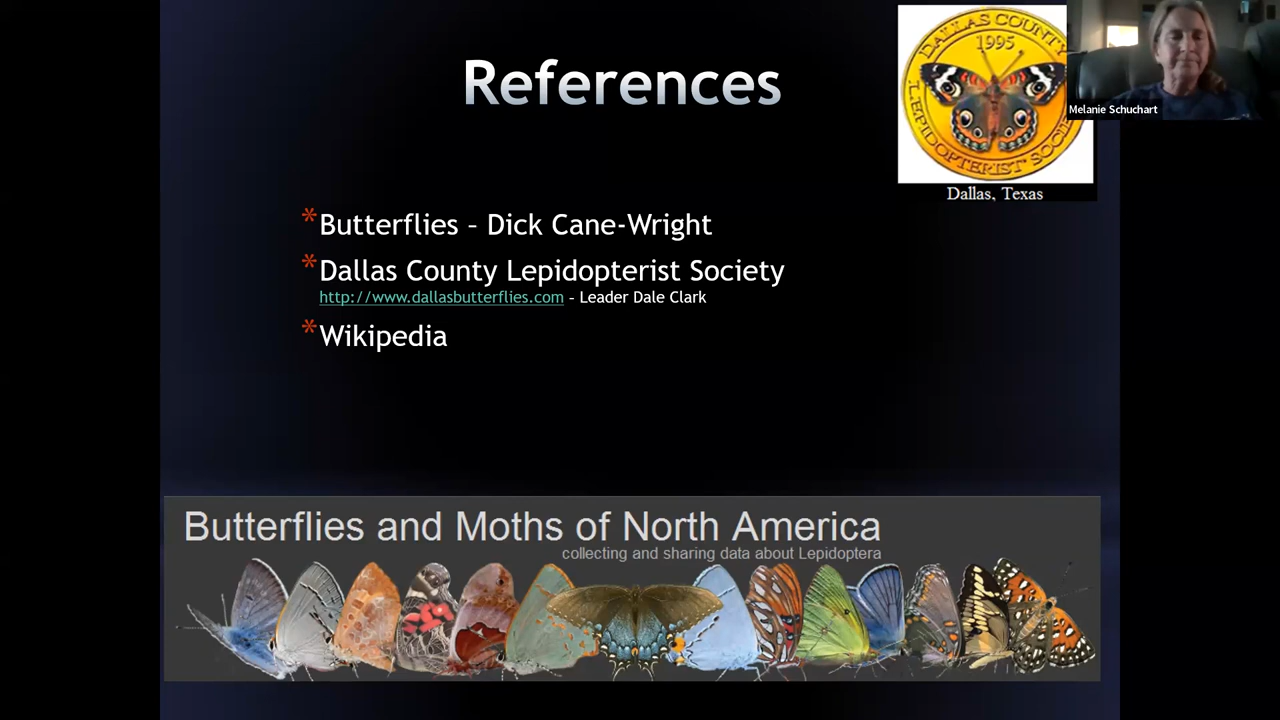 References
DALLAS COUNTY
1995
LEPIDOPTERIST SOCIE
Dallas, Texas
Melanie Schuchart
* Butterflies – Dick Cane-Wright
* Dallas County Lepidopterist Society
http://www.dallasbutterflies.com – Leader Dale Clark
* Wikipedia
Butterflies and Moths of North America
collecting and sharing data about Lepidoptera